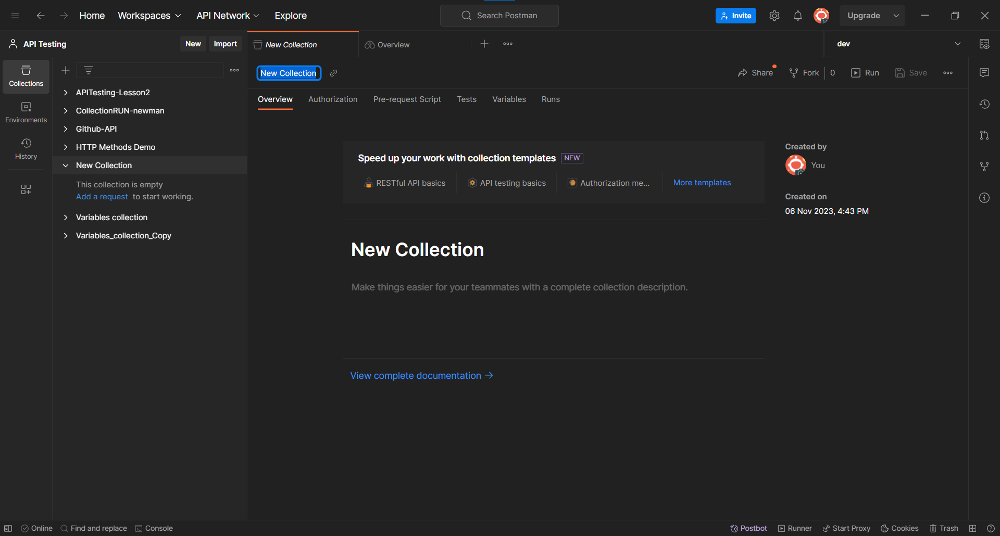 Home Workspaces API Network Explore Search Postman Invite Upgrade
API Testing New Import New Collection Overview dev
New Collection Share Fork 0 Run Save
Collections
Environments
History
APITesting-Lesson2
CollectionRUN-newman
Github-API
HTTP Methods Demo
New Collection
This collection is empty
Add a request to start working.
Variables collection
Variables_collection_Copy
Overview Authorization Pre-request Script Tests Variables Runs
Speed up your work with collection templates NEW
RESTful API basics API testing basics Authorization me... More templates
Created by
You
Created on
06 Nov 2023, 4:43 PM
New Collection
Make things easier for your teammates with a complete collection description.
View complete documentation →
Online Find and replace Console Postbot Runner Start Proxy Cookies Trash